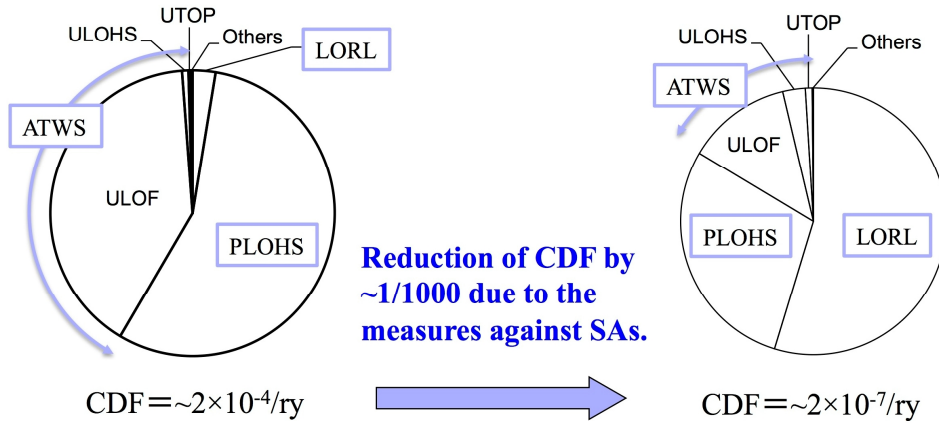 UTOP
ULOHS
Others
LORL
ATWS
ULOF
PLOHS
CDF＝~2×10⁻⁴/ry
Reduction of CDF by
~1/1000 due to the
measures against SAs.
UTOP
ULOHS
Others
ATWS
ULOF
PLOHS
LORL
CDF＝~2×10⁻⁷/ry